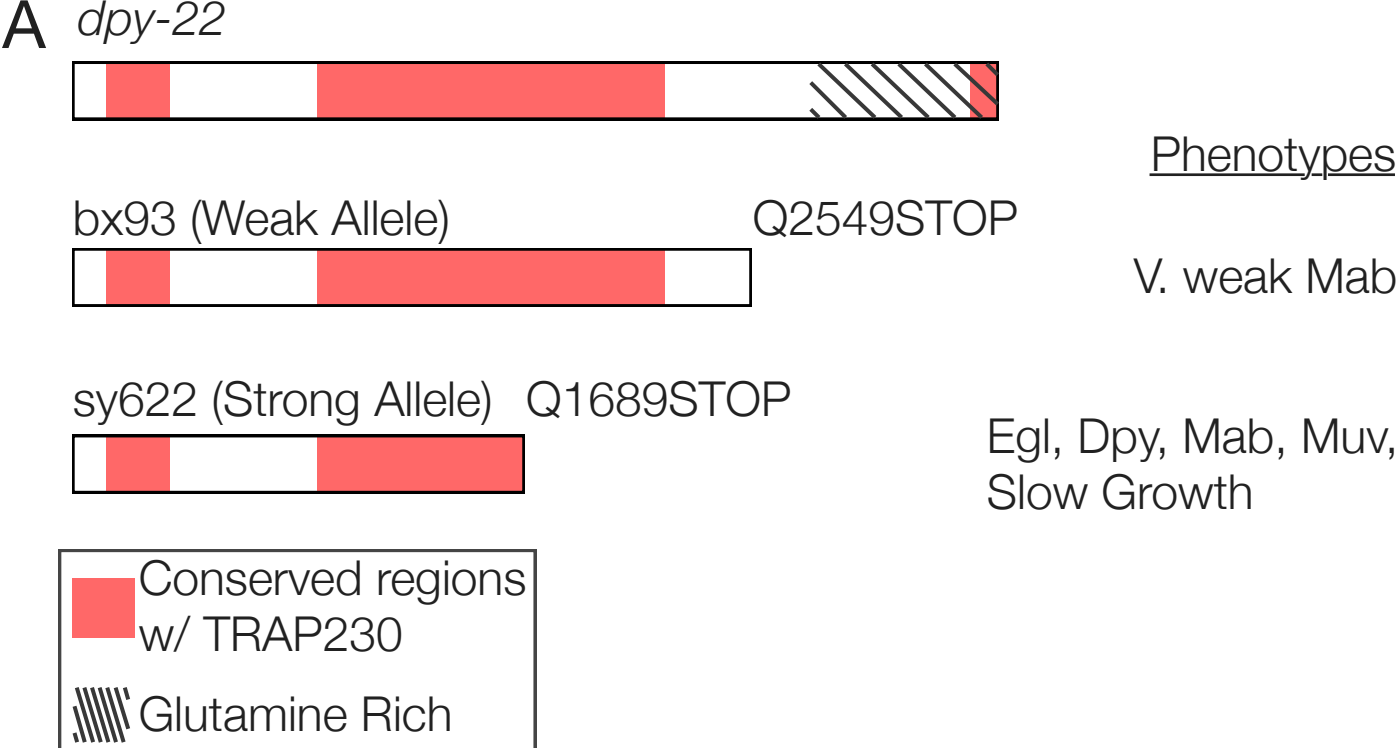 A
dpy-22
Phenotypes
bx93 (Weak Allele)
Q2549STOP
V. weak Mab
sy622 (Strong Allele)
Q1689STOP
Egl, Dpy, Mab, Muv,
Slow Growth
Conserved regions
w/ TRAP230
Glutamine Rich